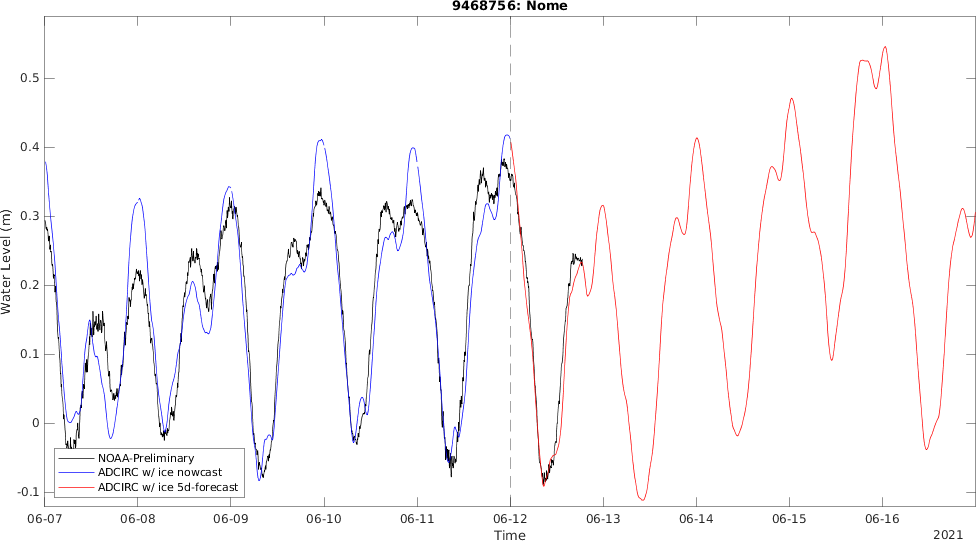 9468756: Nome
Water Level (m)
0.5
0.4
0.3
0.2
0.1
0
-0.1
NOAA-Preliminary
ADCIRC w/ ice nowcast
ADCIRC w/ ice 5d-forecast
06-07 06-08 06-09 06-10 06-11 06-12 06-13 06-14 06-15 06-16
Time
2021